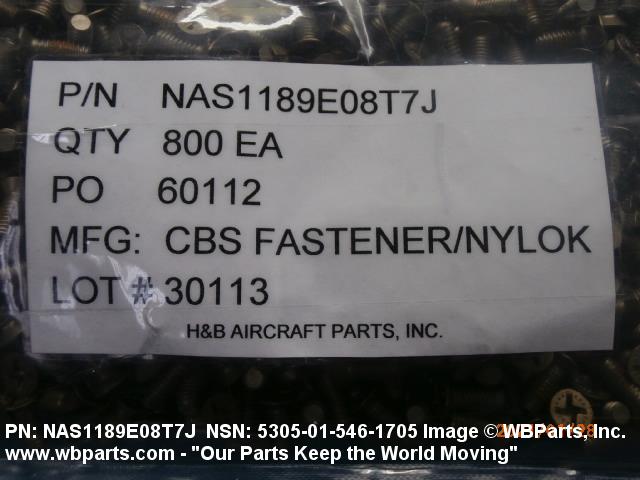 P/N NAS1189E08T7J
QTY 800 EA
PO 60112
MFG: CBS FASTENER/NYLOK
LOT # 30113
H&B AIRCRAFT PARTS, INC.
PN: NAS1189E08T7J NSN: 5305-01-546-1705 Image © WBParts, Inc.
www.wbparts.com - "Our Parts Keep the World Moving"